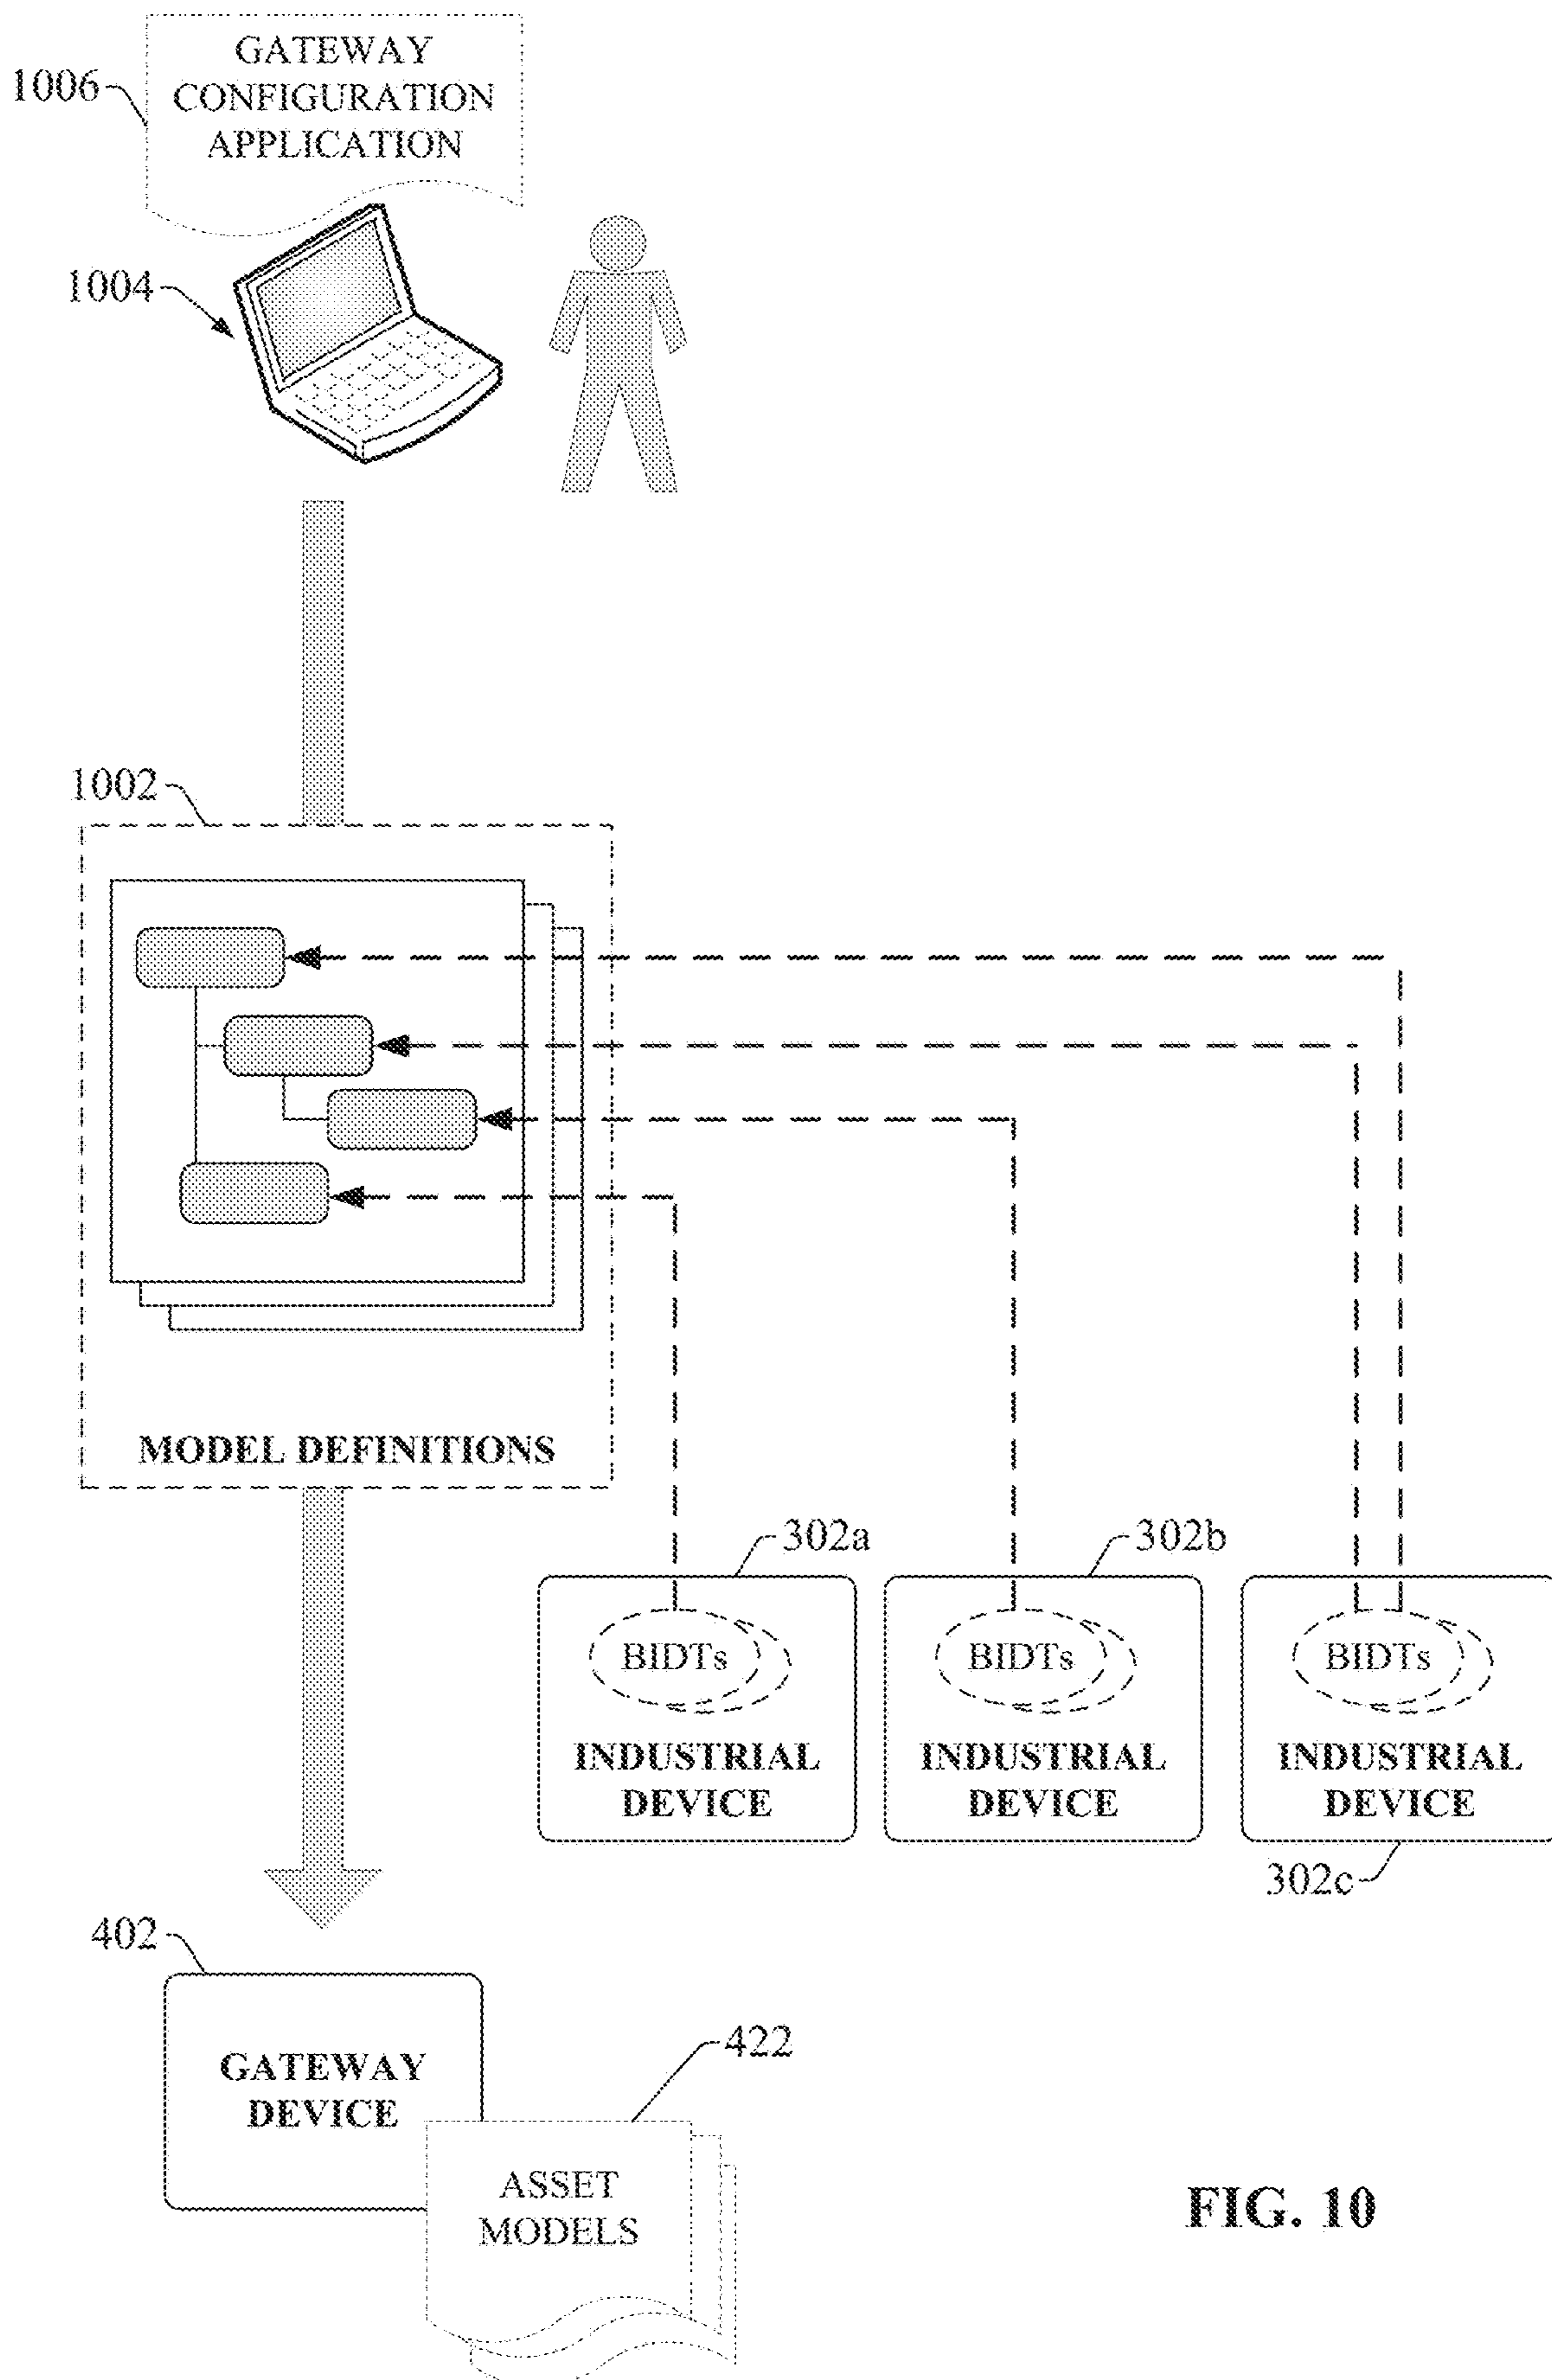 GATEWAY
CONFIGURATION
APPLICATION
1006
1004
1002
MODEL DEFINITIONS
302a
302b
BIDTs
INDUSTRIAL
DEVICE
BIDTs
INDUSTRIAL
DEVICE
BIDTs
INDUSTRIAL
DEVICE
302c
402
GATEWAY
DEVICE
422
ASSET
MODELS
FIG. 10